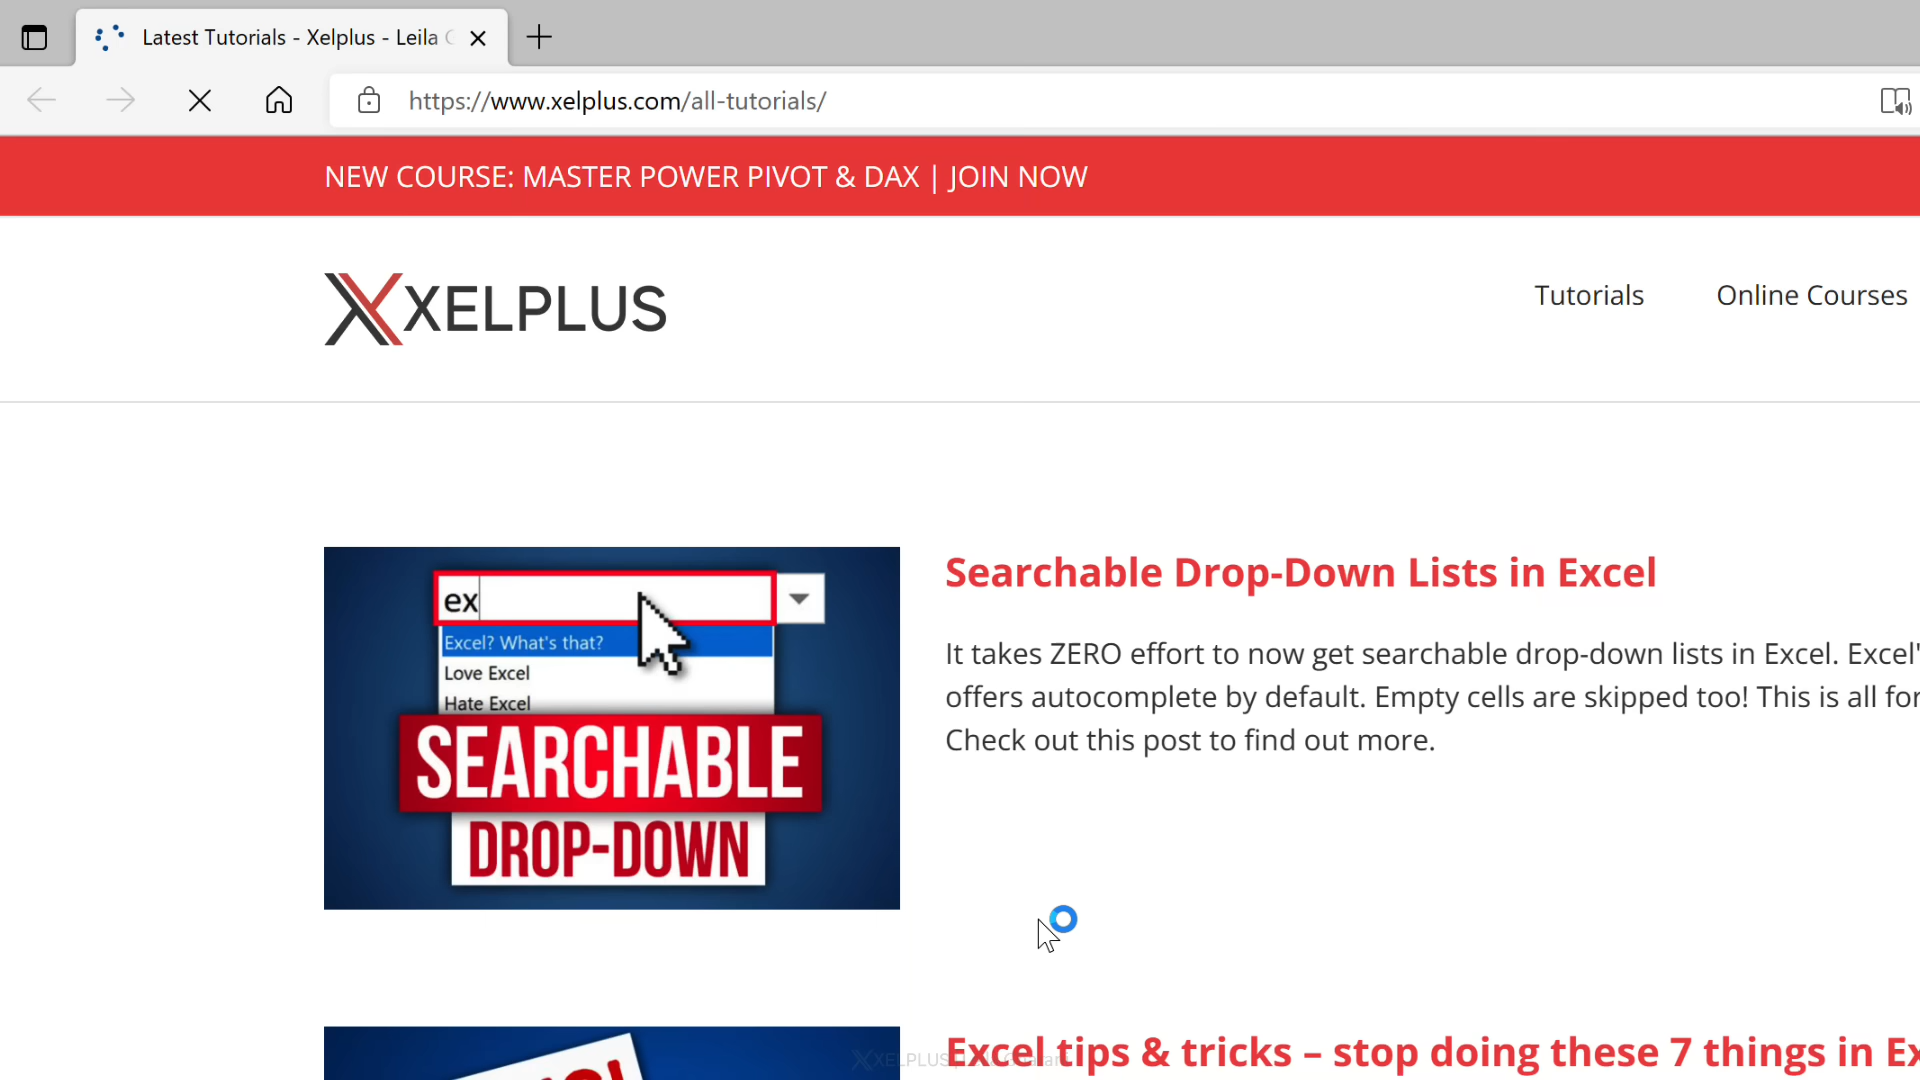 Latest Tutorials - Xelplus - Leila
https://www.xelplus.com/all-tutorials/
NEW COURSE: MASTER POWER PIVOT & DAX | JOIN NOW
XELPLUS
Tutorials
Online Courses
ex
Excel? What's that?
Love Excel
Hate Excel
SEARCHABLE
DROP-DOWN
Searchable Drop-Down Lists in Excel
It takes ZERO effort to now get searchable drop-down lists in Excel. Excel'
offers autocomplete by default. Empty cells are skipped too! This is all for
Check out this post to find out more.
Excel tips & tricks – stop doing these 7 things in Ex
XELPLUS